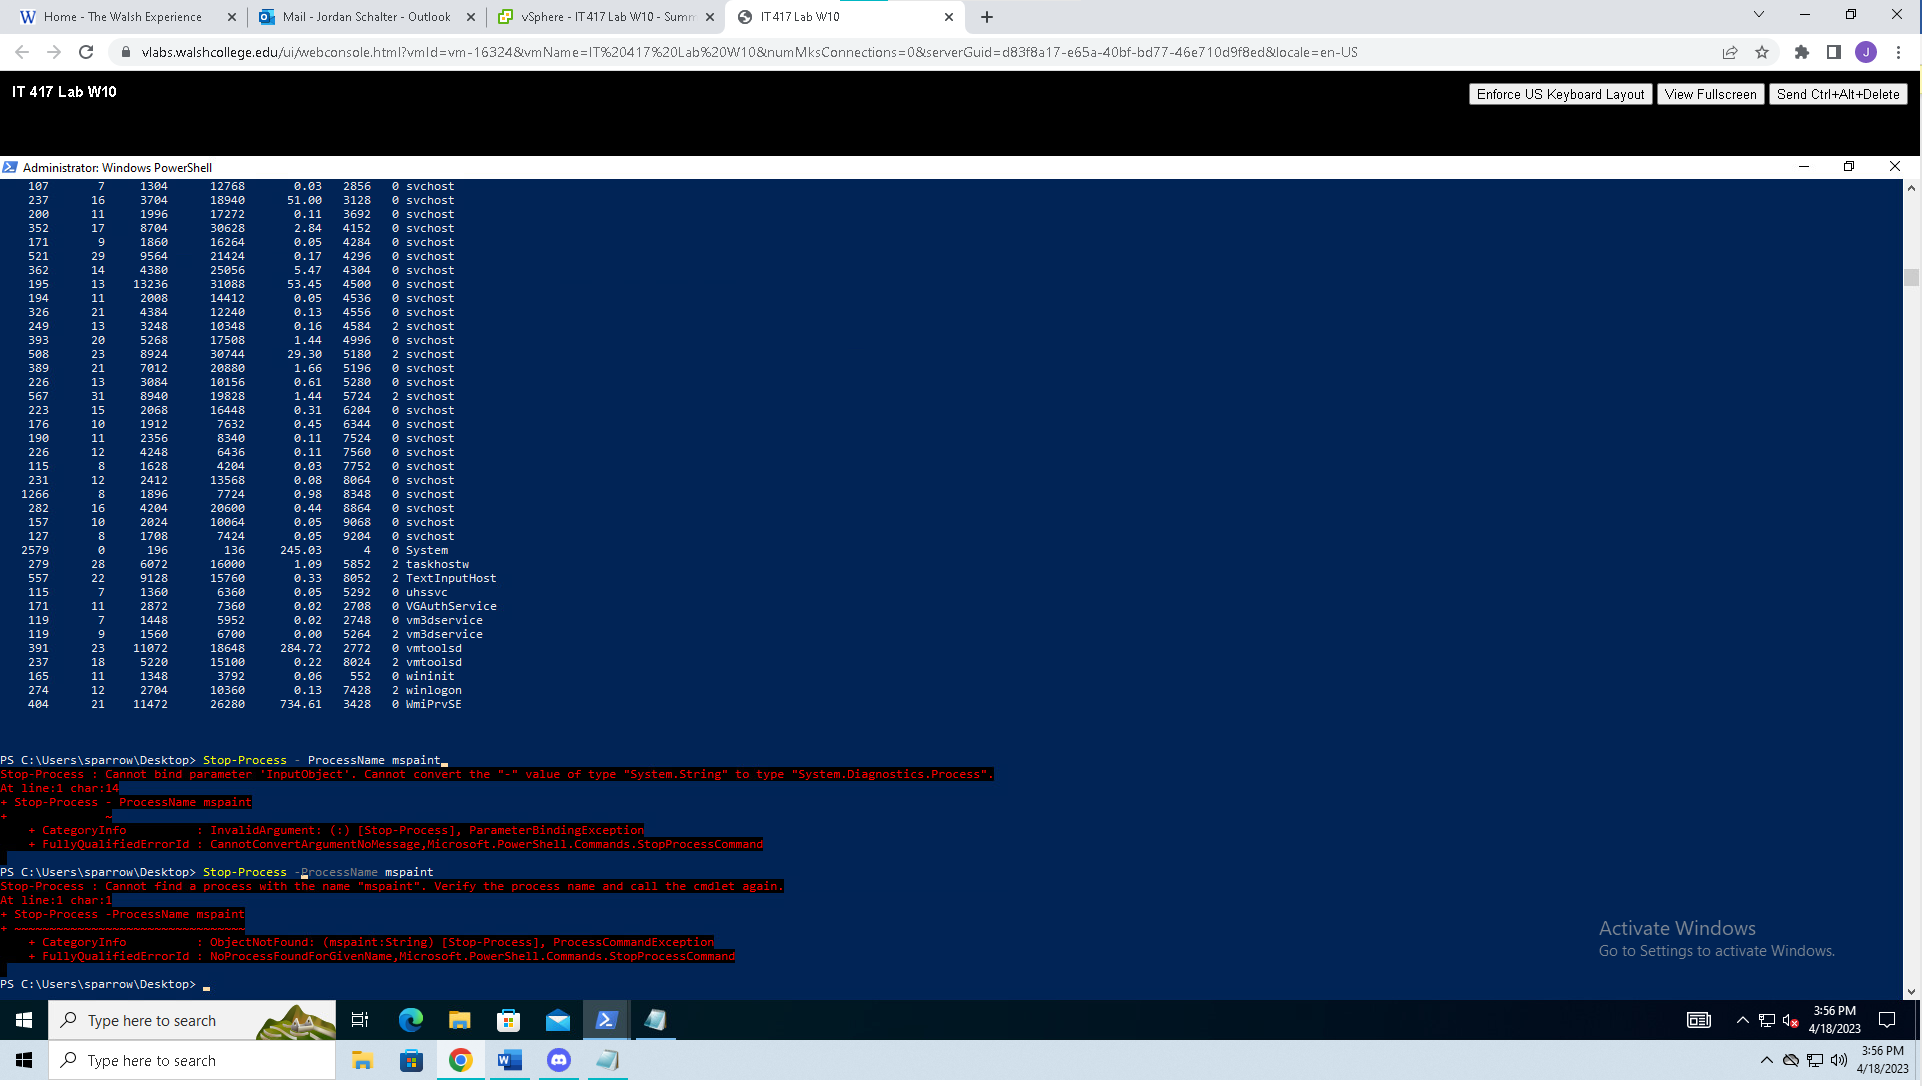 Home - The Walsh Experience
Mail - Jordan Schalter - Outlook
vSphere - IT 417 Lab W10 - Summ
IT 417 Lab W10
vlabs.walshcollege.edu/ui/webconsole.html?vmId=vm-16324&vmName=IT%20417%20Lab%20W10&numMksConnections=0&serverGuid=d83f8a17-e65a-40bf-bd77-46e710d9f8ed&locale=en-US
J
IT 417 Lab W10
Enforce US Keyboard Layout
View Fullscreen
Send Ctrl+Alt+Delete
Administrator: Windows PowerShell
107 7 1304 12768 0.03 2856 0 svchost
237 16 3704 18940 51.00 3128 0 svchost
200 11 1996 17272 0.11 3692 0 svchost
352 17 8704 30628 2.84 4152 0 svchost
171 9 1860 16264 0.05 4284 0 svchost
521 29 9564 21424 0.17 4296 0 svchost
362 14 4380 25056 5.47 4304 0 svchost
195 13 13236 31088 53.45 4500 0 svchost
194 11 2008 14412 0.05 4536 0 svchost
326 21 4384 12240 0.13 4556 0 svchost
249 13 3248 10348 0.16 4584 2 svchost
393 20 5268 17508 1.44 4996 0 svchost
508 23 8924 30744 29.30 5180 2 svchost
389 21 7012 20880 1.66 5196 0 svchost
226 13 3084 10156 0.61 5280 0 svchost
567 31 8940 19828 1.44 5724 2 svchost
223 15 2068 16448 0.31 6204 0 svchost
176 10 1912 7632 0.45 6344 0 svchost
190 11 2356 8340 0.11 7524 0 svchost
226 12 4248 6436 0.11 7560 0 svchost
115 8 1628 4204 0.03 7752 0 svchost
231 12 2412 13568 0.08 8064 0 svchost
1266 8 1896 7724 0.98 8348 0 svchost
282 16 4204 20600 0.44 8864 0 svchost
157 10 2024 10064 0.05 9068 0 svchost
127 8 1708 7424 0.05 9204 0 svchost
2579 0 196 136 245.03 4 0 System
279 28 6072 16000 1.09 5852 2 taskhostw
557 22 9128 15760 0.33 8052 2 TextInputHost
115 7 1360 6360 0.05 5292 0 uhssvc
171 11 2872 7360 0.02 2708 0 VGAuthService
119 7 1448 5952 0.02 2748 0 vm3dservice
119 9 1560 6700 0.00 5264 2 vm3dservice
391 23 11072 18648 284.72 2772 0 vmtoolsd
237 18 5220 15100 0.22 8024 2 vmtoolsd
165 11 1348 3792 0.06 552 0 wininit
274 12 2704 10360 0.13 7428 2 winlogon
404 21 11472 26280 734.61 3428 0 WmiPrvSE
PS C:\Users\sparrow\Desktop> Stop-Process - ProcessName mspaint
Stop-Process : Cannot bind parameter 'InputObject'. Cannot convert the "-" value of type "System.String" to type "System.Diagnostics.Process".
At line:1 char:14
+ Stop-Process - ProcessName mspaint
+ ~
+ CategoryInfo : InvalidArgument: (:) [Stop-Process], ParameterBindingException
+ FullyQualifiedErrorId : CannotConvertArgumentNoMessage,Microsoft.PowerShell.Commands.StopProcessCommand
PS C:\Users\sparrow\Desktop> Stop-Process -ProcessName mspaint
Stop-Process : Cannot find a process with the name "mspaint". Verify the process name and call the cmdlet again.
At line:1 char:1
+ Stop-Process -ProcessName mspaint
+ ~~~~~~~~~~~~~~~~~~~~~~~~~~~~~~~~~
+ CategoryInfo : ObjectNotFound: (mspaint:String) [Stop-Process], ProcessCommandException
+ FullyQualifiedErrorId : NoProcessFoundForGivenName,Microsoft.PowerShell.Commands.StopProcessCommand
PS C:\Users\sparrow\Desktop> _
Activate Windows
Go to Settings to activate Windows.
Type here to search
3:56 PM
4/18/2023
Type here to search
3:56 PM
4/18/2023